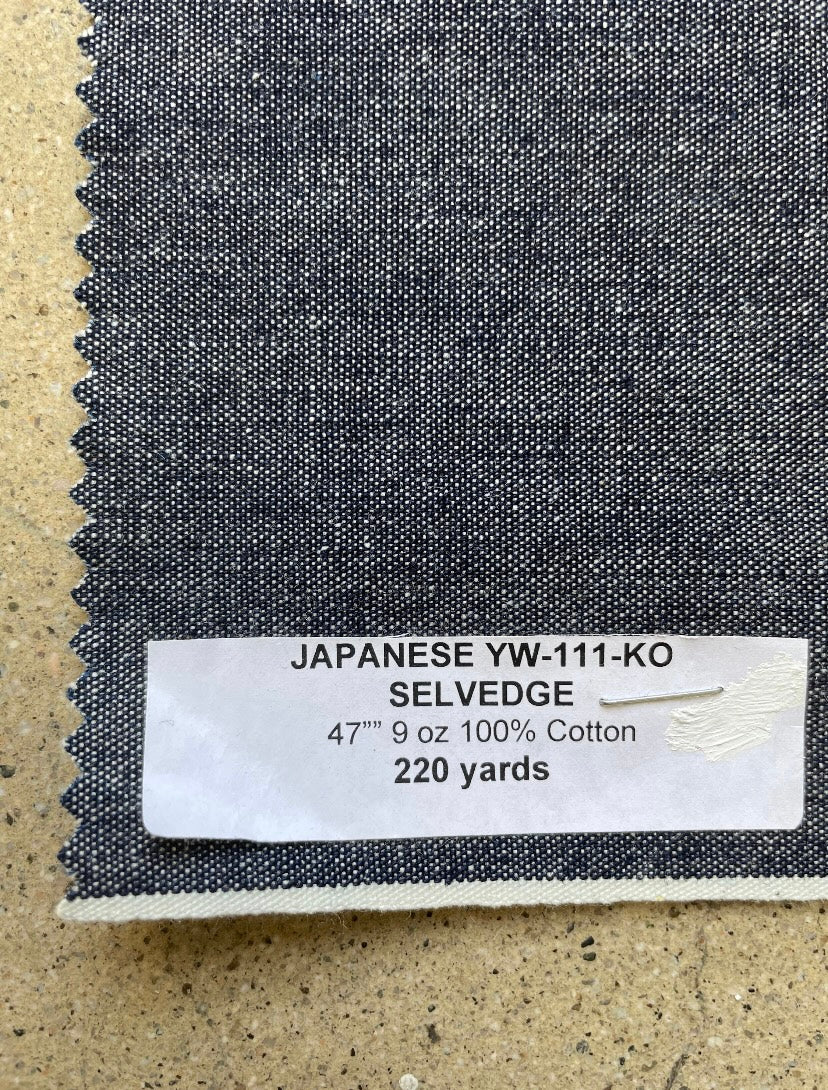 JAPANESE YW-111-KO
SELVEDGE
47”” 9 oz 100% Cotton
220 yards